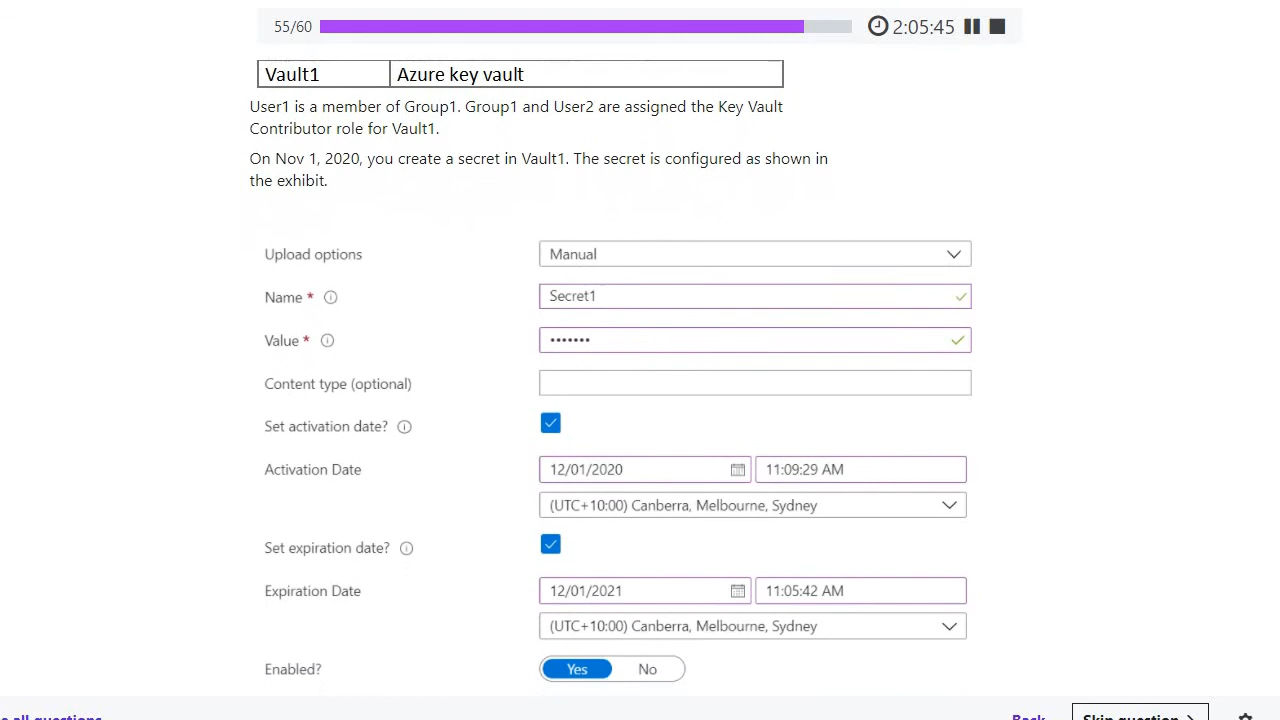 55/60 2:05:45
Vault1 Azure key vault
User1 is a member of Group1. Group1 and User2 are assigned the Key Vault
Contributor role for Vault1.
On Nov 1, 2020, you create a secret in Vault1. The secret is configured as shown in
the exhibit.
Upload options Manual
Name * Secret1
Value * •••••••
Content type (optional)
Set activation date?
Activation Date 12/01/2020 11:09:29 AM
(UTC+10:00) Canberra, Melbourne, Sydney
Set expiration date?
Expiration Date 12/01/2021 11:05:42 AM
(UTC+10:00) Canberra, Melbourne, Sydney
Enabled? Yes No
all questions Back Skip question